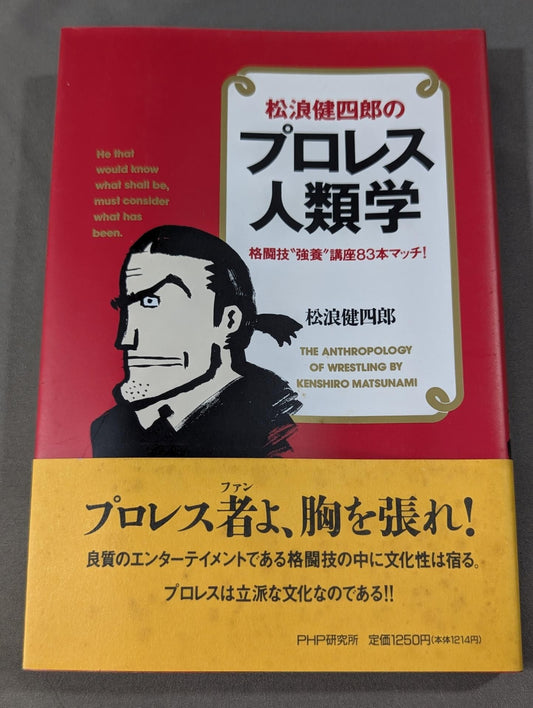 松浪健四郎の
プロレス
人類学
格闘技〝強養〟講座83本マッチ!
He that
would know
what shall be,
must consider
what has
been.
松浪健四郎
THE ANTHROPOLOGY
OF WRESTLING BY
KENSHIRO MATSUNAMI
ファン
プロレス者よ、胸を張れ!
良質のエンターテイメントである格闘技の中に文化性は宿る。
プロレスは立派な文化なのである!!
PHP研究所 定価1250円(本体1214円)